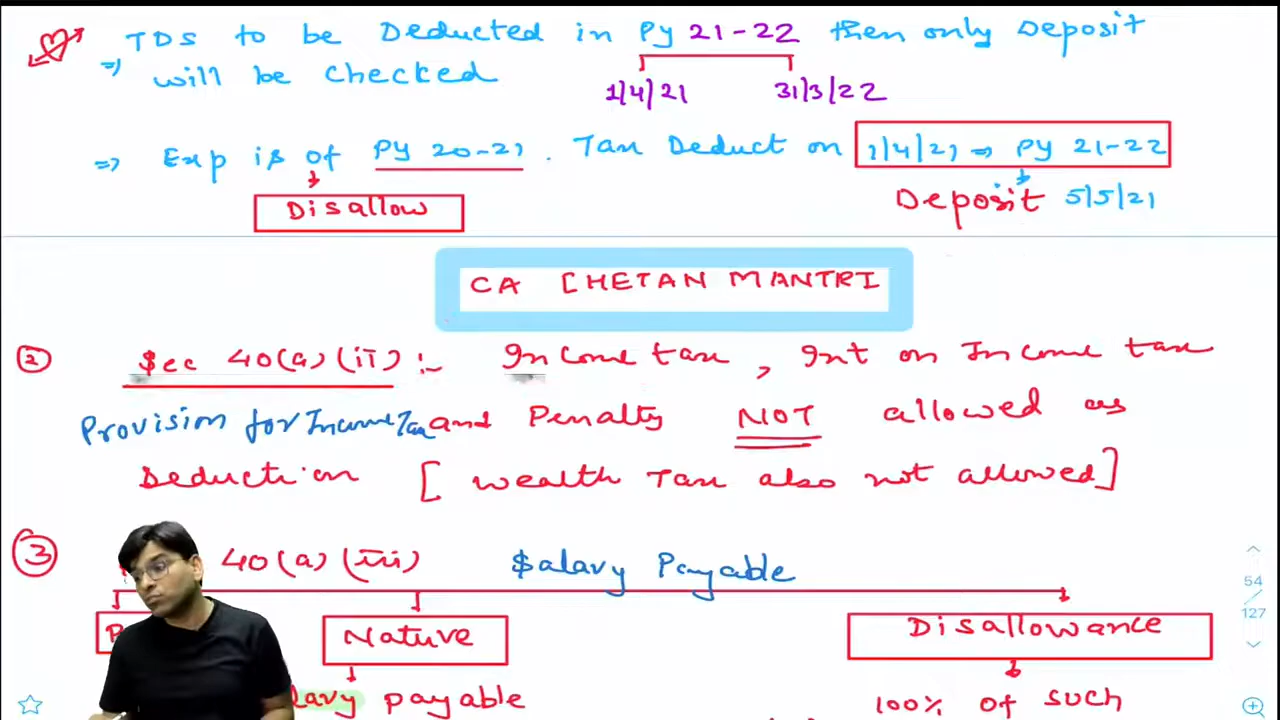 TDS to be Deducted in Py 21-22 then only Deposit
⇒ will be checked
1/4/21 31/3/22
⇒ Exp is of PY 20-21. Tax Deduct on 1/4/21 ⇒ PY 21-22
Disallow
Deposit 5/5/21
CA CHETAN MANTRI
② Sec 40(a)(ii) :- Income tax, Int on Income tax
Provision for Income Tax and Penalty NOT allowed as
Deduction [wealth Tax also not allowed]
③ 40(a)(iii) Salary Payable
Nature Disallowance
payable 100% of such
54
127